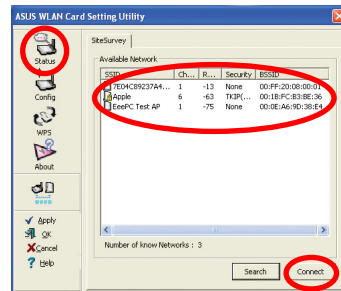 ASUS WLAN Card Setting Utility
Status
Config
WPS
About
Apply
OK
Cancel
Help
SiteSurvey
Available Network
SSID Ch... R... Security BSSID
7E04C89237A4... 1 -13 None 00:FF:20:08:00:01
Apple 6 -63 TKIP(... 00:1B:FC:B3:BE:36
EeePC Test AP 1 -75 None 00:0E:A6:9D:38:E4
Number of know Networks : 3
Search Connect